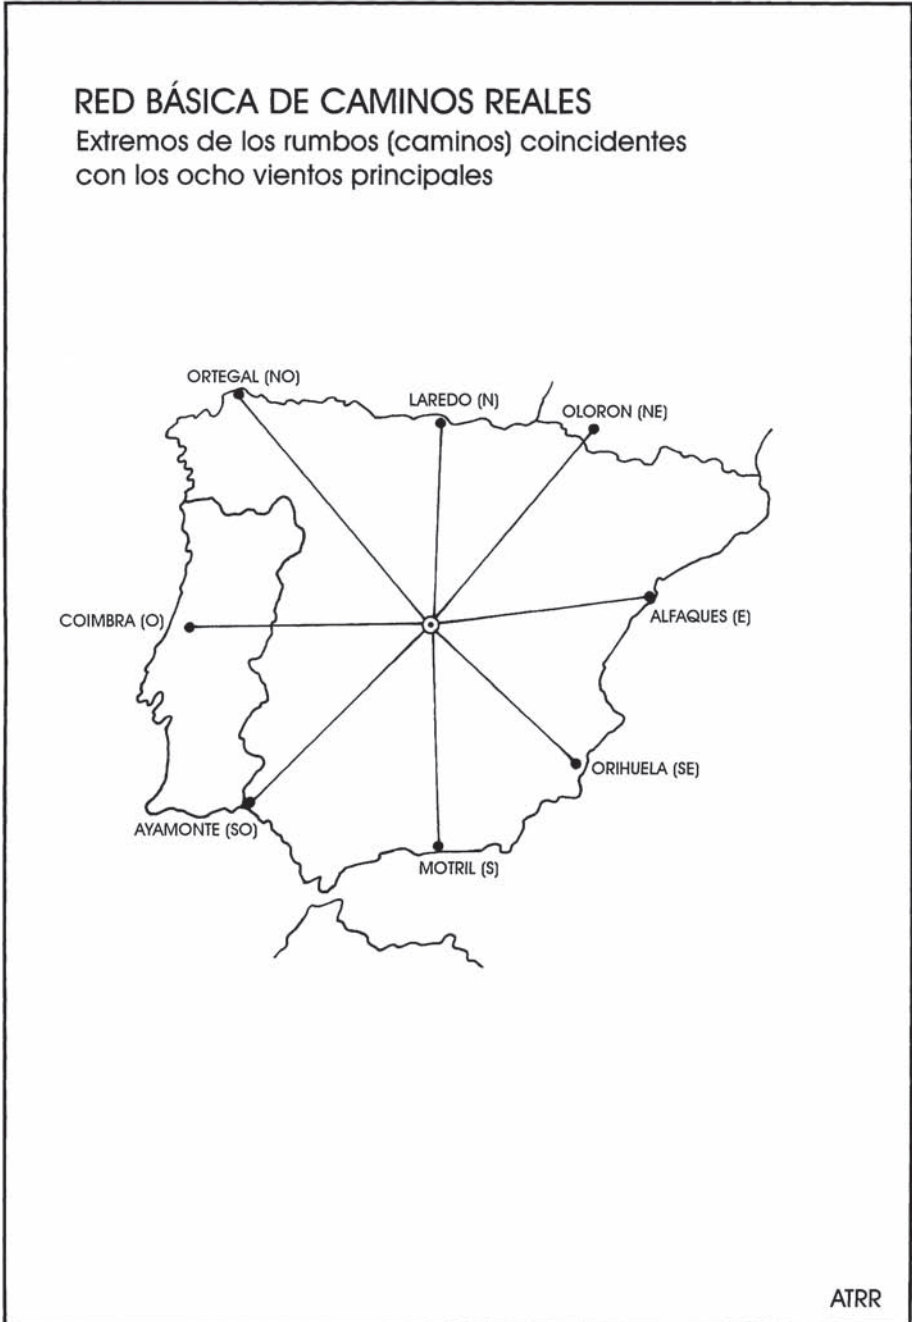 RED BÁSICA DE CAMINOS REALES
Extremos de los rumbos (caminos) coincidentes
con los ocho vientos principales
ORTEGAL (NO)
LAREDO (N)
OLORON (NE)
COIMBRA (O)
ALFAQUES (E)
ORIHUELA (SE)
AYAMONTE (SO)
MOTRIL (S)
ATRR